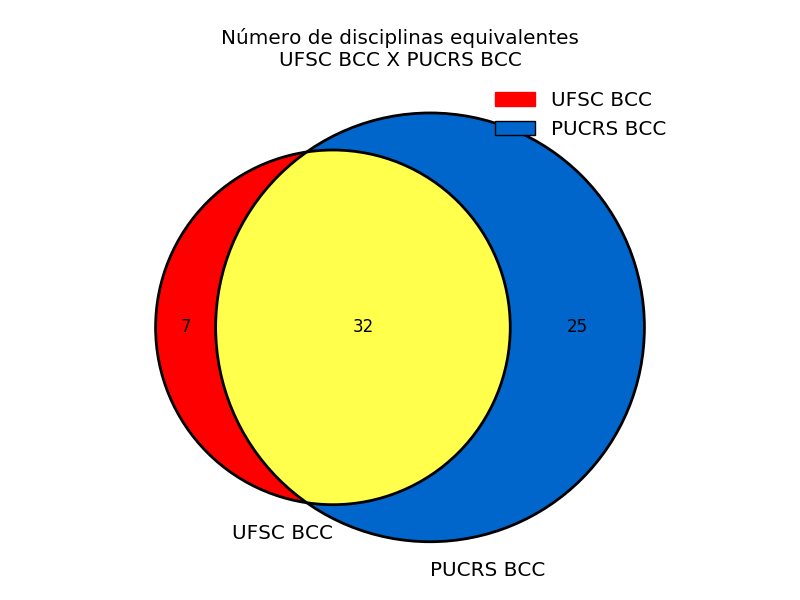 Número de disciplinas equivalentes
UFSC BCC X PUCRS BCC
UFSC BCC
PUCRS BCC
7
32
25
UFSC BCC
PUCRS BCC